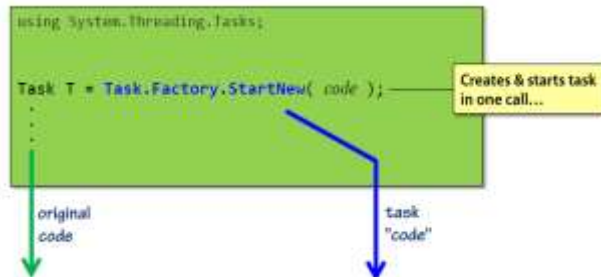 using System.Threading.Tasks;
Task T = Task.Factory.StartNew( code );
Creates & starts task
in one call…
original
code
task
"code"